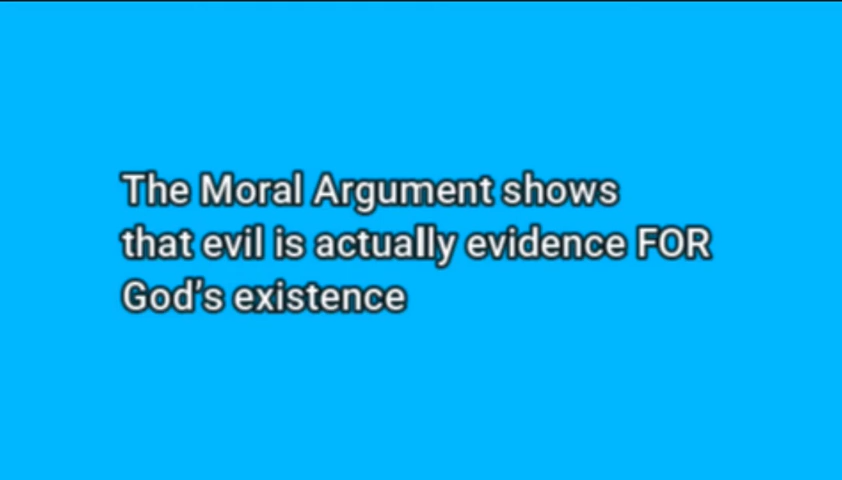 The Moral Argument shows
that evil is actually evidence FOR
God's existence